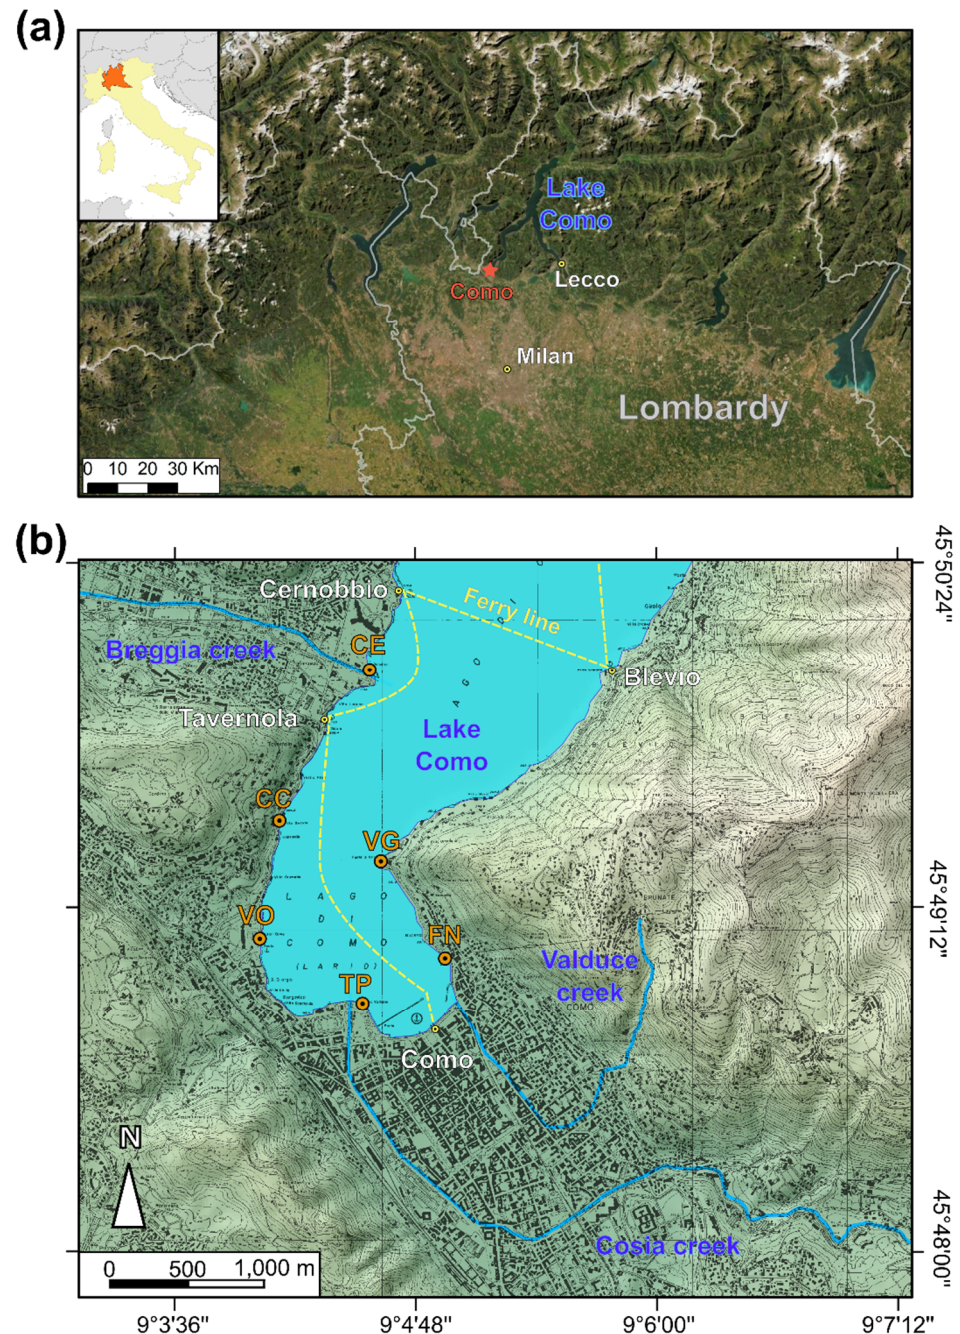 (a)
Lake
Como
Lecco
Como
Milan
Lombardy
0 10 20 30 Km
(b)
45°50'24"
Cernobbio
Ferry line
CE
Breggia creek
Blevio
Tavernola
Lake
Como
CC
VG
45°49'12"
L A G O
D I
C O M O
(L A R I O)
BRUNATE
VO
FN
Valduce
creek
TP
Como
N
Cosia creek
45°48'00"
0 500 1,000 m
9°3'36" 9°4'48" 9°6'00" 9°7'12"